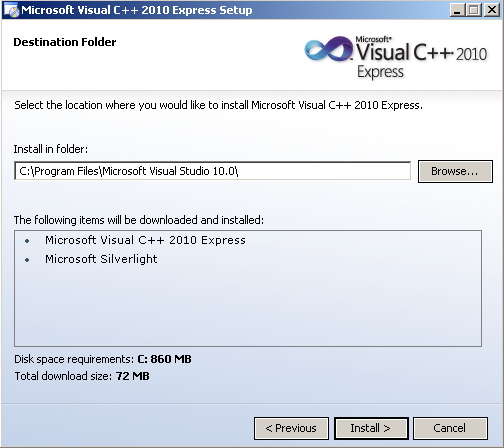 Microsoft Visual C++ 2010 Express Setup
Destination Folder
Microsoft®
Visual C++ 2010
Express
Select the location where you would like to install Microsoft Visual C++ 2010 Express.
Install in folder:
C:\Program Files\Microsoft Visual Studio 10.0\
Browse...
The following items will be downloaded and installed:
• Microsoft Visual C++ 2010 Express
• Microsoft Silverlight
Disk space requirements: C: 860 MB
Total download size: 72 MB
< Previous Install > Cancel